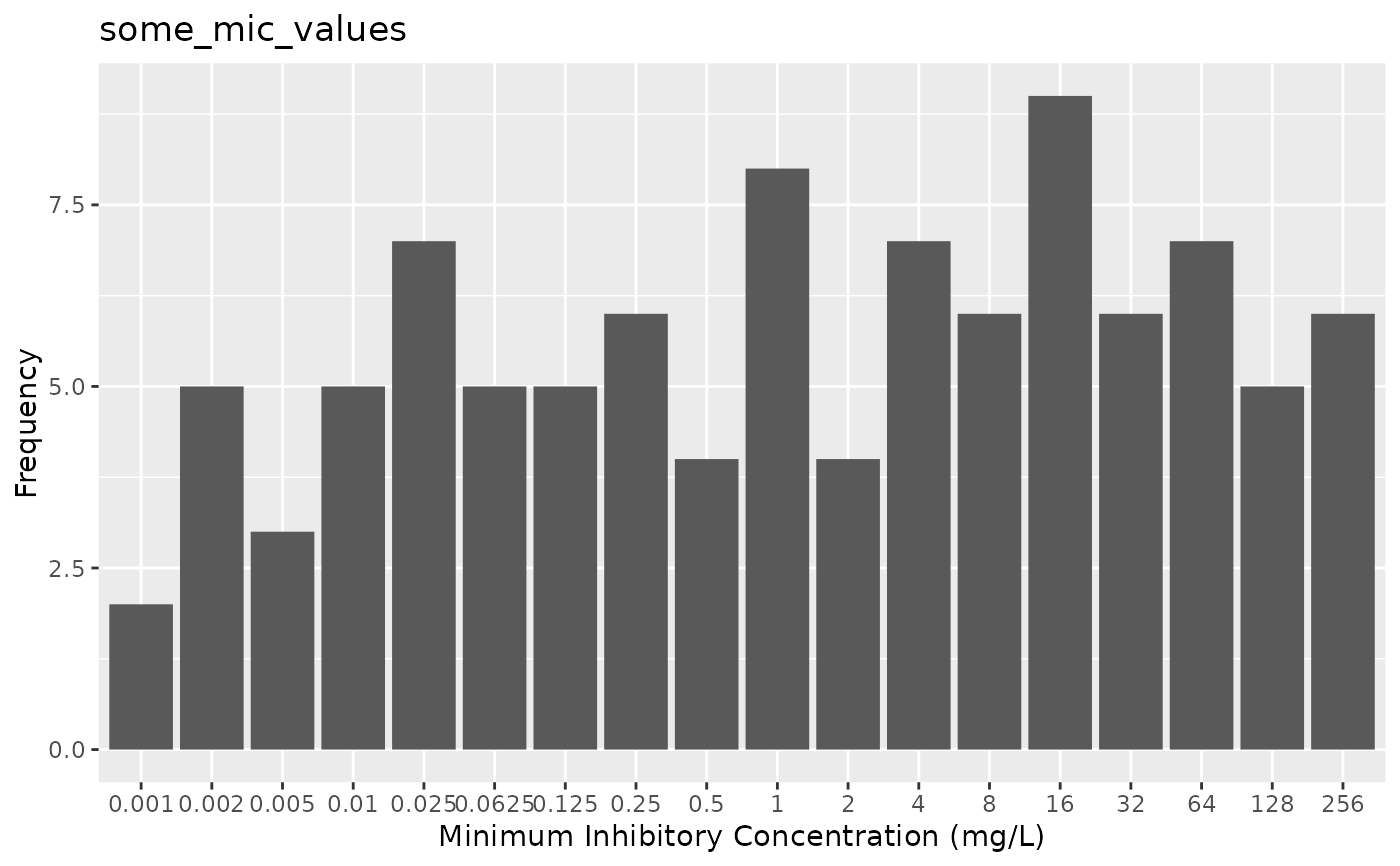 some_mic_values
Frequency
7.5
5.0
2.5
0.0
0.001 0.002 0.005 0.01 0.025 0.0625 0.125 0.25 0.5 1 2 4 8 16 32 64 128 256
Minimum Inhibitory Concentration (mg/L)